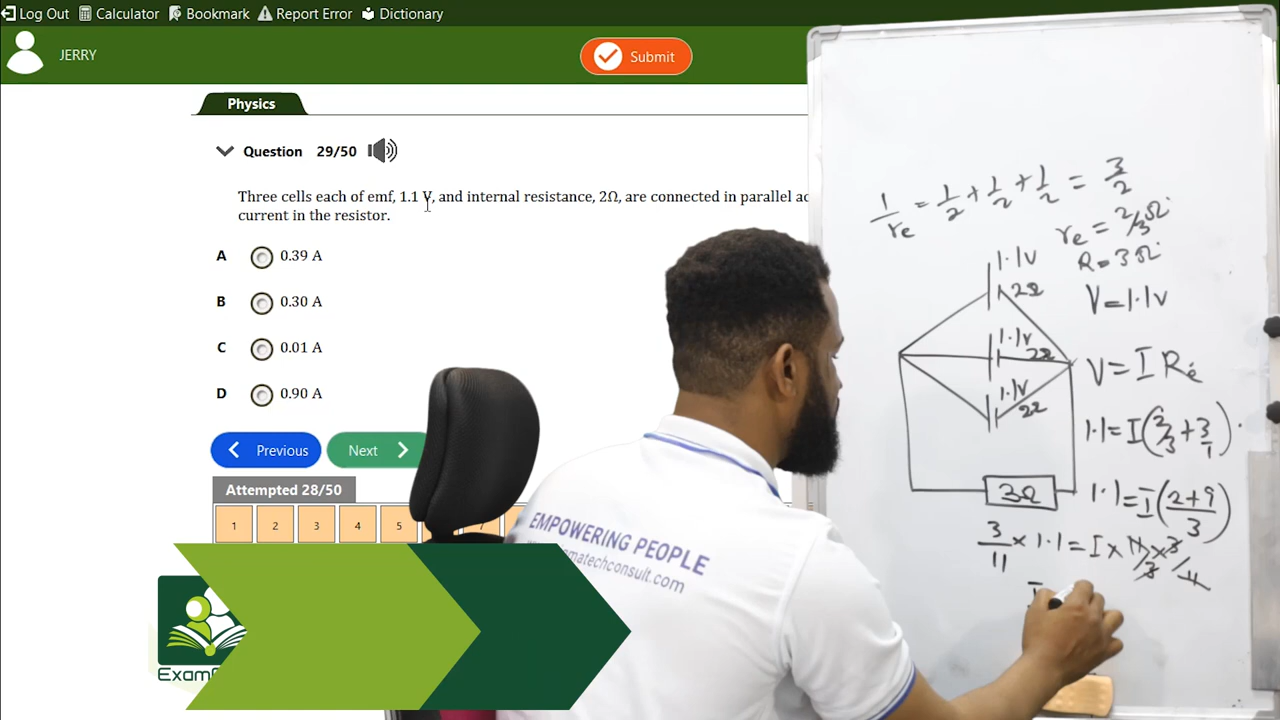 Log Out Calculator Bookmark Report Error Dictionary
JERRY
Submit
Physics
Question 29/50
Three cells each of emf, 1.1 V, and internal resistance, 2Ω, are connected in parallel ac
current in the resistor.
A 0.39 A
B 0.30 A
C 0.01 A
D 0.90 A
Previous Next
Attempted 28/50
1 2 3 4 5
EMPOWERING PEOPLE
Exam
1/re = 1/2 + 1/2 + 1/2 = 3/2
re = 2/3 Ω
R = 3Ω
V = 1.1v
1.1v
2Ω
1.1v
2Ω
1.1v
2Ω
3Ω
V = I Re
1.1 = I(2/3 + 3/1)
1.1 = I(2+9/3)
3/11 × 1.1 = I × 11/3 × 3/11
I